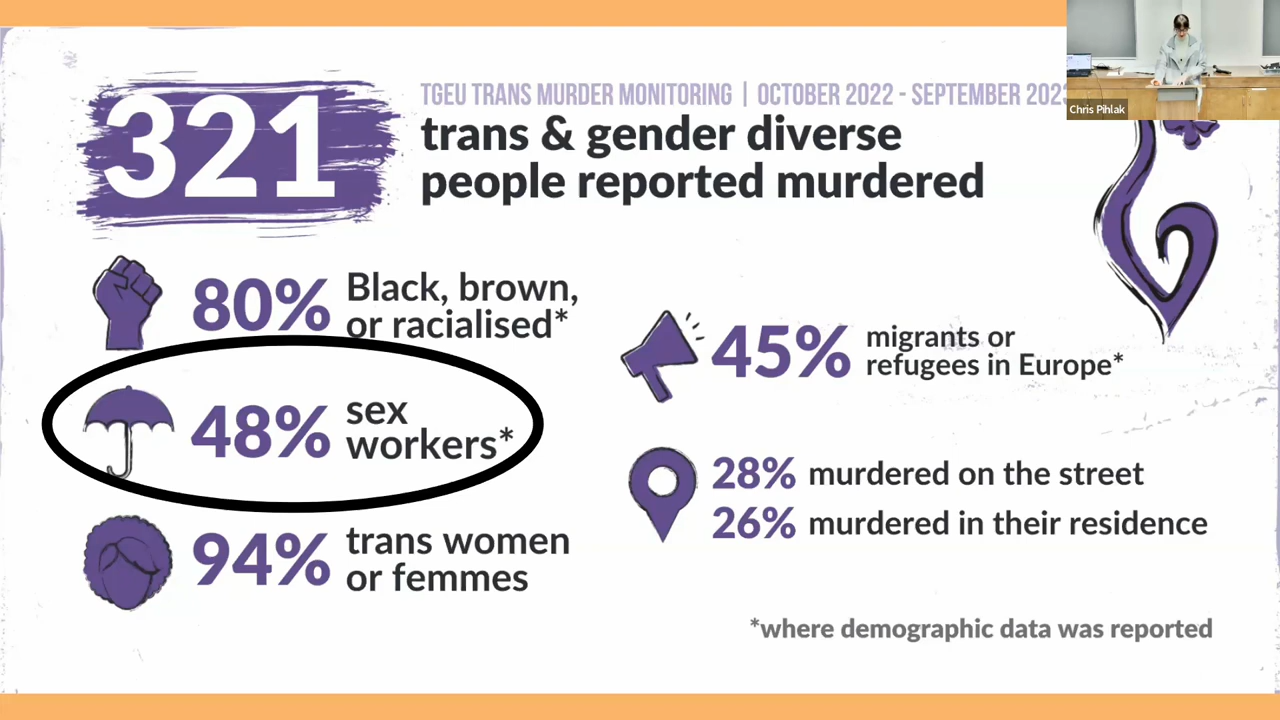 321
TGEU TRANS MURDER MONITORING | OCTOBER 2022 - SEPTEMBER 202
trans & gender diverse
people reported murdered
Chris Pihlak
80% Black, brown,
or racialised*
48% sex
workers*
94% trans women
or femmes
45% migrants or
refugees in Europe*
28% murdered on the street
26% murdered in their residence
*where demographic data was reported